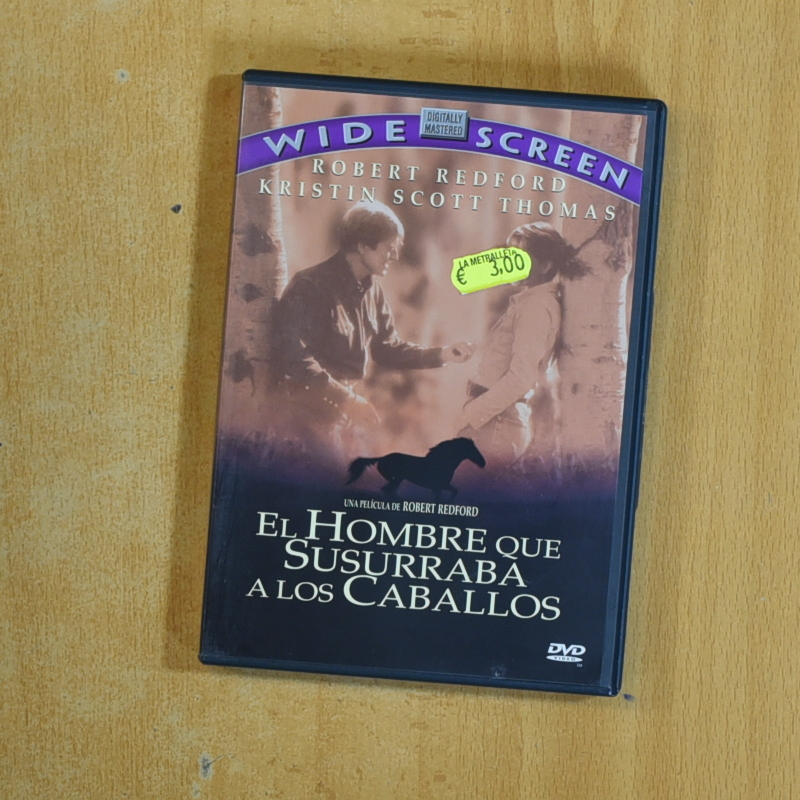 WIDE DIGITALLY MASTERED SCREEN
ROBERT REDFORD
KRISTIN SCOTT THOMAS
LA METRALLETA
€ 3,00
UNA PELÍCULA DE ROBERT REDFORD
EL HOMBRE QUE
SUSURRABA
A LOS CABALLOS
DVD
VIDEO